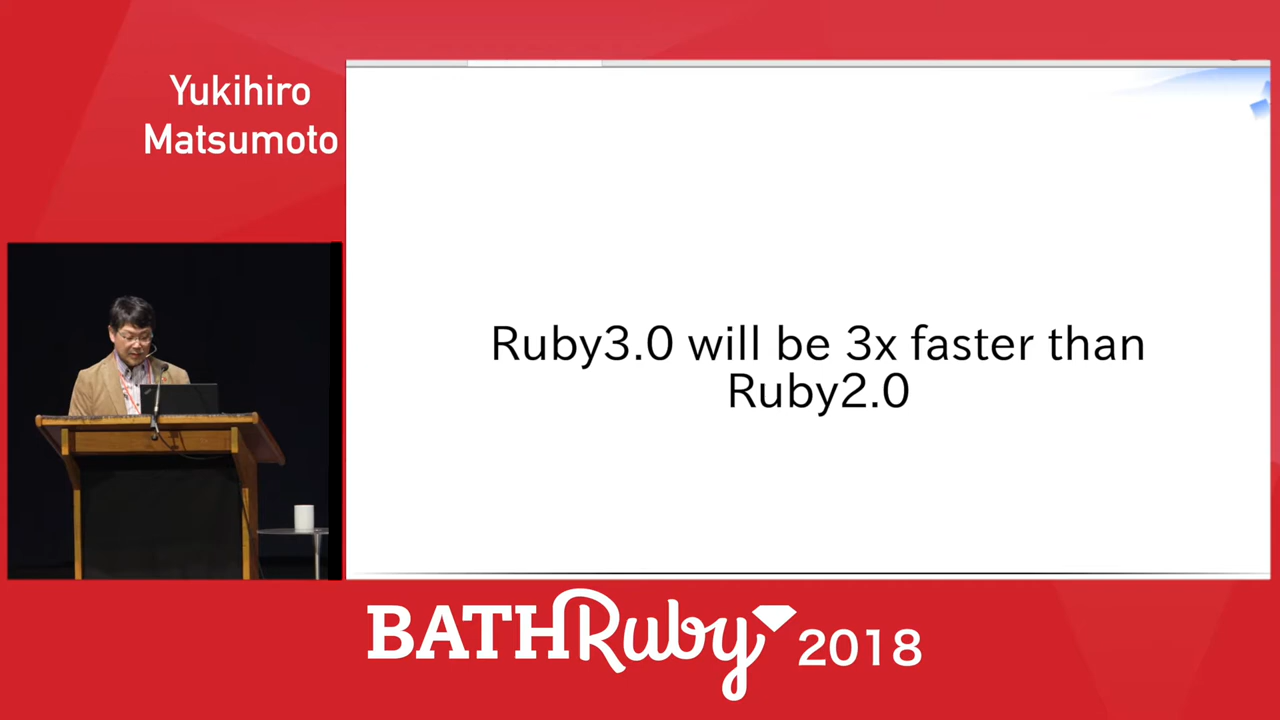 Yukihiro
Matsumoto
Ruby3.0 will be 3x faster than
Ruby2.0
BATHRuby 2018